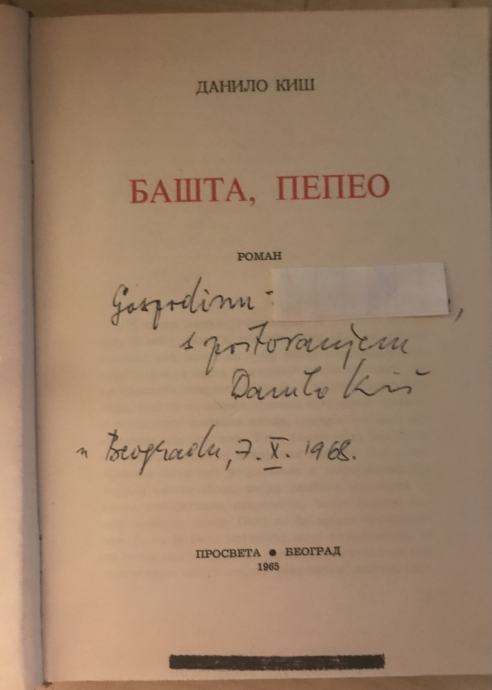 ДАНИЛО КИШ
БАШТА, ПЕПЕО
РОМАН
Gospodinu
,
s poštovanjem
Danilo Kiš
u Beogradu, 7. X. 1968.
ПРОСВЕТА ● БЕОГРАД
1965